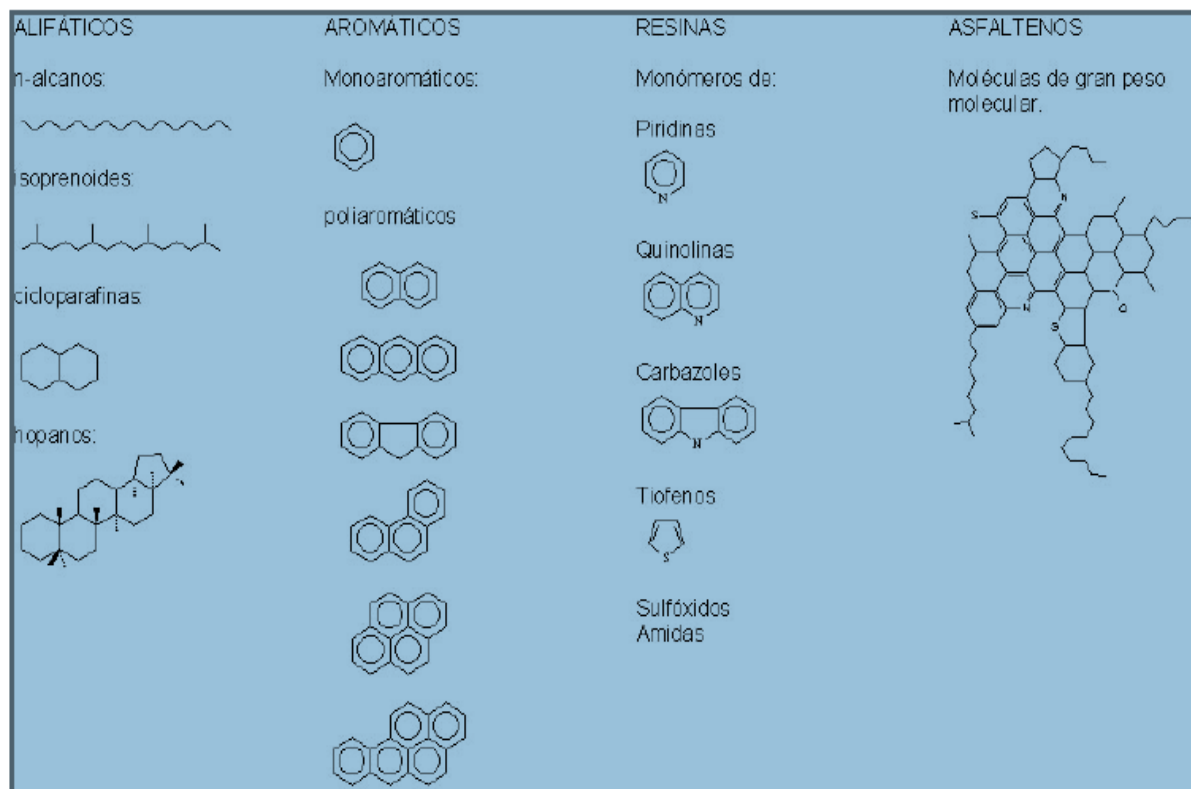 ALIFÁTICOS
n-alcanos:
isoprenoides:
cicloparafinas:
hopanos:
AROMÁTICOS
Monoaromáticos:
poliaromáticos
RESINAS
Monómeros de:
Piridinas
N
Quinolinas
N
Carbazoles
N
Tiofenos
S
Sulfóxidos
Amidas
ASFALTENOS
Moléculas de gran peso
molecular.
N
S
N
S
O